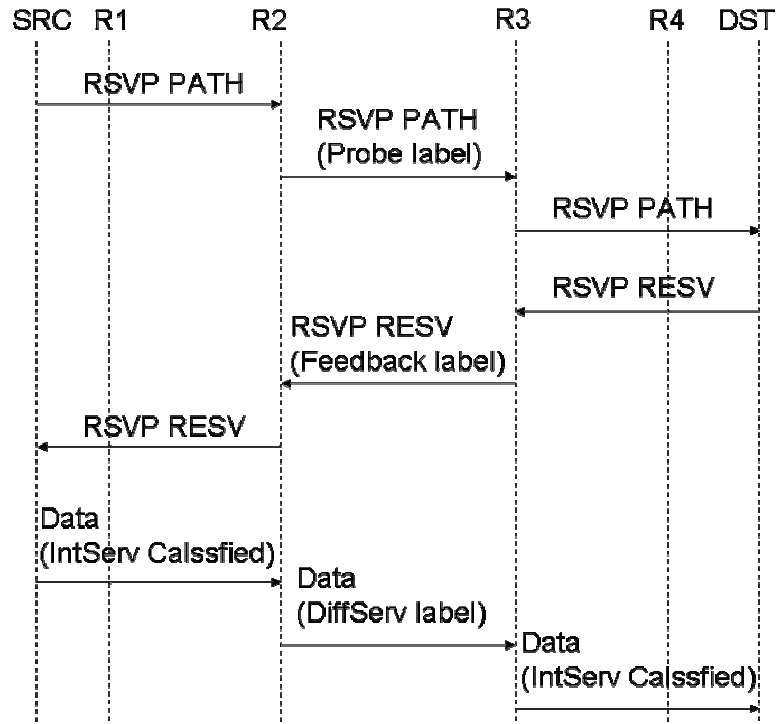 SRC R1 R2 R3 R4 DST
RSVP PATH
RSVP PATH
(Probe label)
RSVP PATH
RSVP RESV
RSVP RESV
(Feedback label)
RSVP RESV
Data
(IntServ Calssfied)
Data
(DiffServ label)
Data
(IntServ Calssfied)